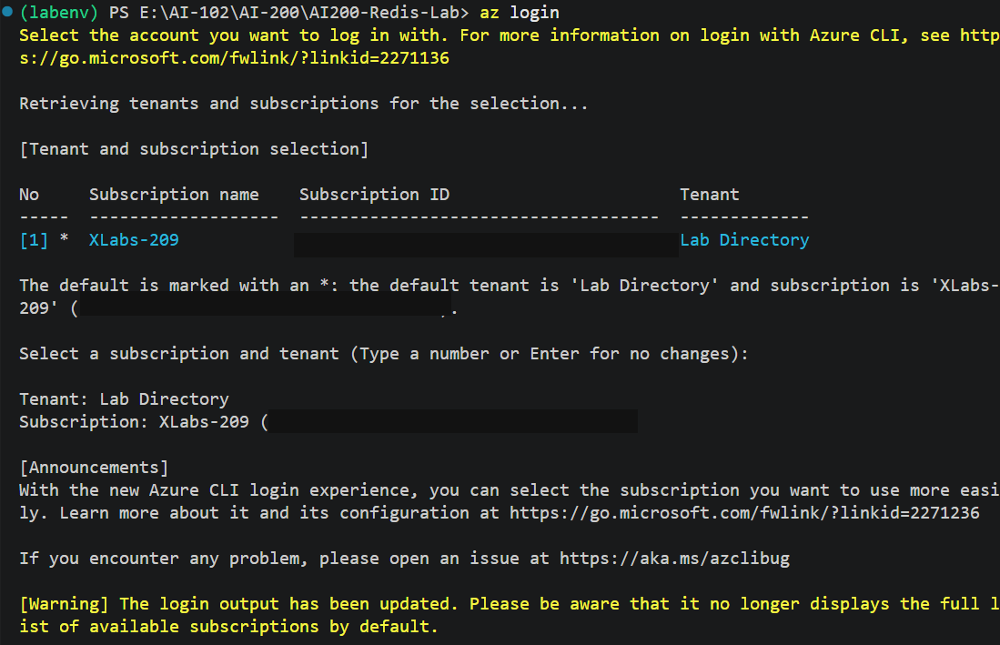 (labenv) PS E:\AI-102\AI-200\AI200-Redis-Lab> az login
Select the account you want to log in with. For more information on login with Azure CLI, see http
s://go.microsoft.com/fwlink/?linkid=2271136
Retrieving tenants and subscriptions for the selection...
[Tenant and subscription selection]
No     Subscription name    Subscription ID                       Tenant
-----  -------------------  ------------------------------------  -------------
[1] *  XLabs-209                                                  Lab Directory
The default is marked with an *: the default tenant is 'Lab Directory' and subscription is 'XLabs-
209' (                                     .
Select a subscription and tenant (Type a number or Enter for no changes):
Tenant: Lab Directory
Subscription: XLabs-209 (
[Announcements]
With the new Azure CLI login experience, you can select the subscription you want to use more easi
ly. Learn more about it and its configuration at https://go.microsoft.com/fwlink/?linkid=2271236
If you encounter any problem, please open an issue at https://aka.ms/azclibug
[Warning] The login output has been updated. Please be aware that it no longer displays the full l
ist of available subscriptions by default.